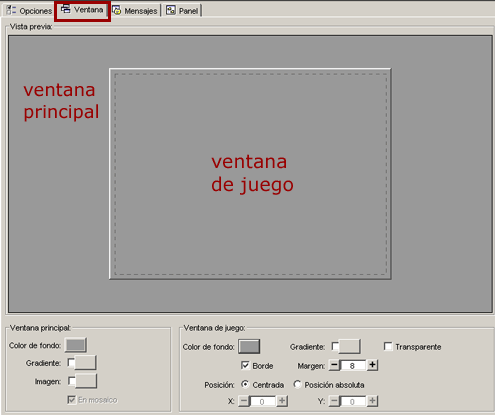 Opciones Ventana Mensajes Panel
Vista previa:
ventana
principal
ventana
de juego
Ventana principal:
Color de fondo:
Gradiente:
Imagen:
En mosaico
Ventana de juego:
Color de fondo: Gradiente: Transparente
Borde Margen: 8
Posición: Centrada Posición absoluta
X: 0 Y: 0